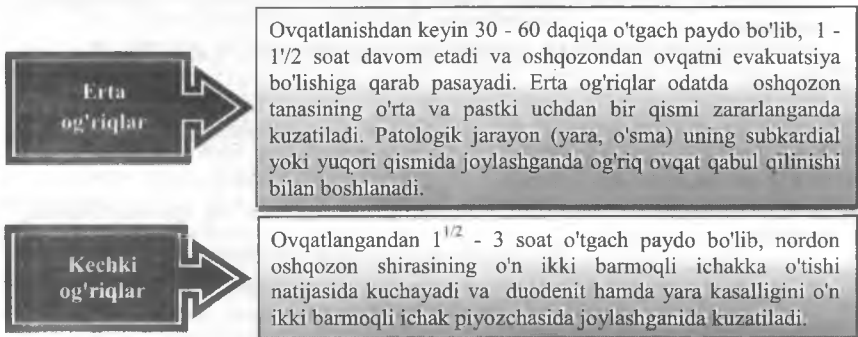 Erta
og'riqlar
Ovqatlanishdan keyin 30 - 60 daqiqa o'tgach paydo bo'lib, 1 -
1'/2 soat davom etadi va oshqozondan ovqatni evakuatsiya
bo'lishiga qarab pasayadi. Erta og'riqlar odatda oshqozon
tanasining o'rta va pastki uchdan bir qismi zararlanganda
kuzatiladi. Patologik jarayon (yara, o'sma) uning subkardial
yoki yuqori qismida joylashganda og'riq ovqat qabul qilinishi
bilan boshlanadi.
Kechki
og'riqlar
Ovqatlangandan 1^1/2 - 3 soat o'tgach paydo bo'lib, nordon
oshqozon shirasining o'n ikki barmoqli ichakka o'tishi
natijasida kuchayadi va duodenit hamda yara kasalligini o'n
ikki barmoqli ichak piyozchasida joylashganida kuzatiladi.